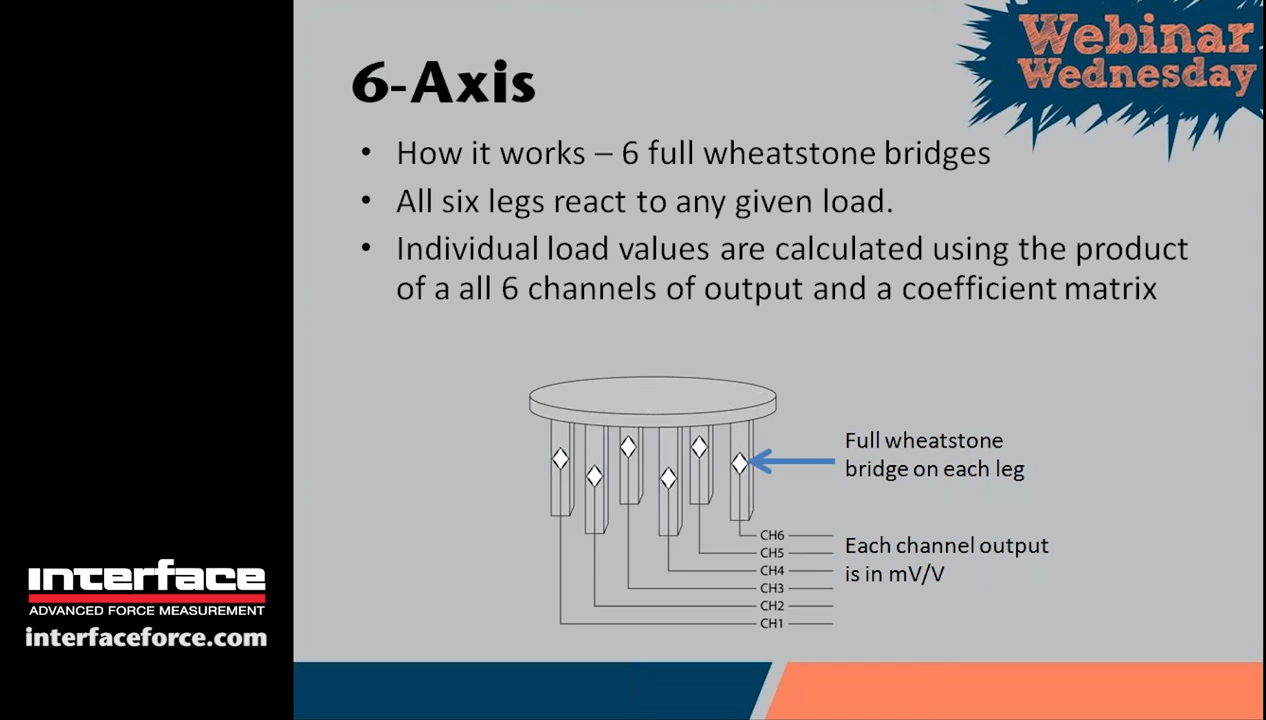 Webinar
Wednesday
6-Axis
• How it works – 6 full wheatstone bridges
• All six legs react to any given load.
• Individual load values are calculated using the product
of a all 6 channels of output and a coefficient matrix
Full wheatstone
bridge on each leg
CH6
CH5
CH4
CH3
CH2
CH1
Each channel output
is in mV/V
interface
ADVANCED FORCE MEASUREMENT
interfaceforce.com